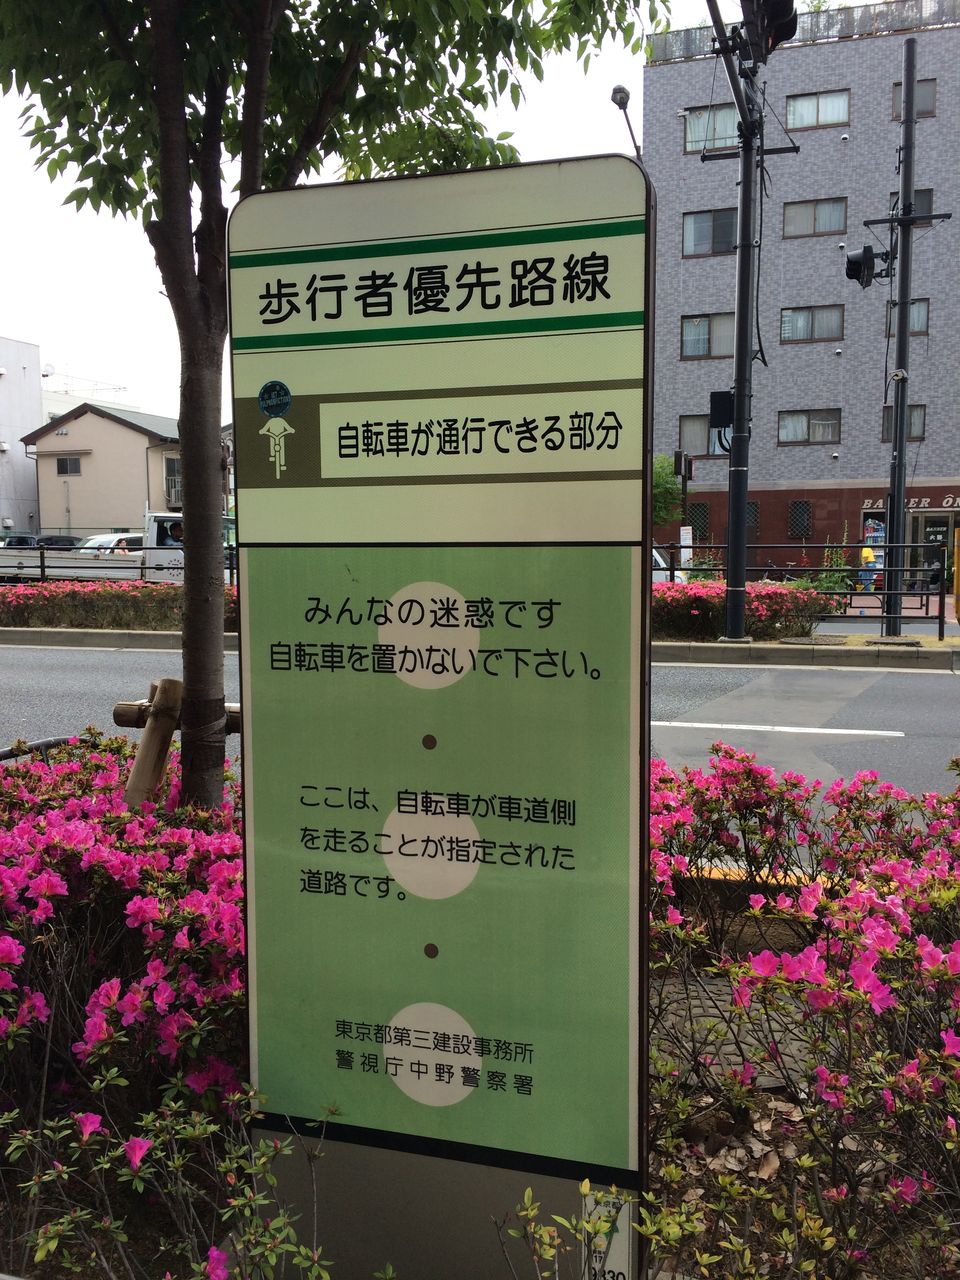 歩行者優先路線
自転車が通行できる部分
みんなの迷惑です
自転車を置かないで下さい。
ここは、自転車が車道側
を走ることが指定された
道路です。
東京都第三建設事務所
警視庁中野警察署